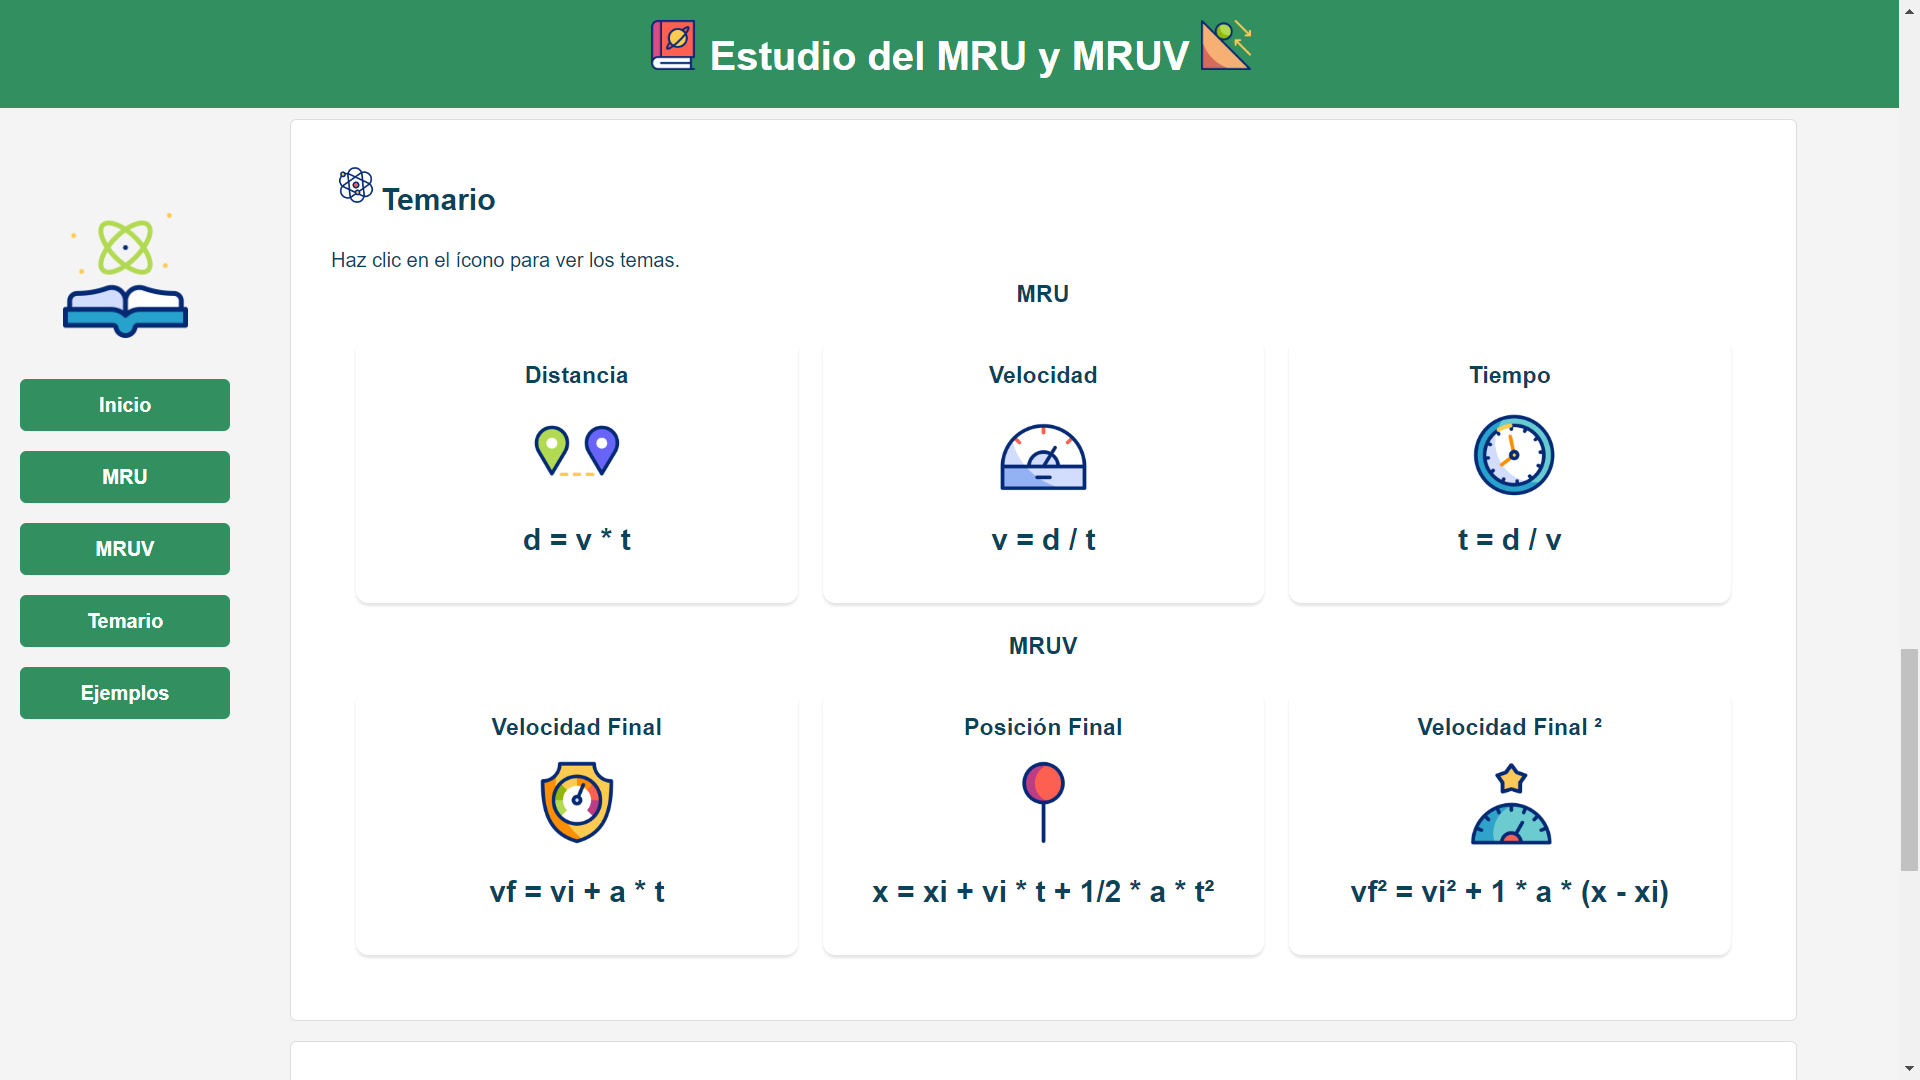 Estudio del MRU y MRUV
Inicio
MRU
MRUV
Temario
Ejemplos
Temario
Haz clic en el ícono para ver los temas.
MRU
Distancia
d = v * t
Velocidad
v = d / t
Tiempo
t = d / v
MRUV
Velocidad Final
vf = vi + a * t
Posición Final
x = xi + vi * t + 1/2 * a * t²
Velocidad Final ²
vf² = vi² + 1 * a * (x - xi)